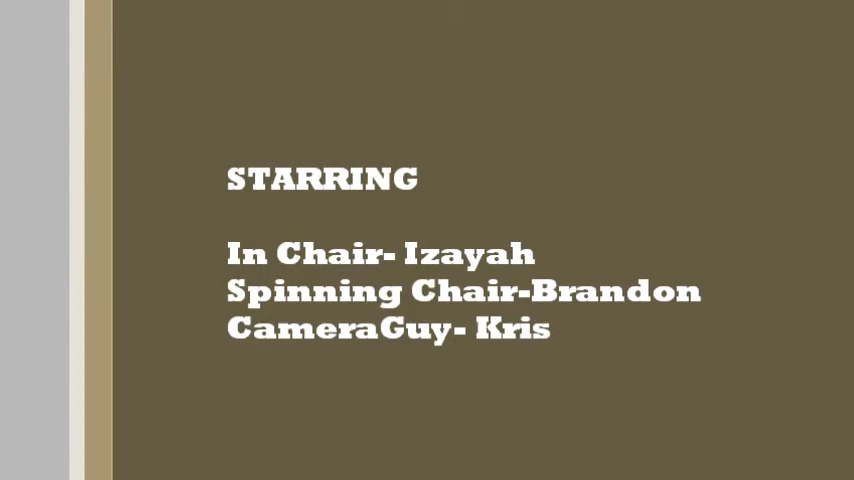 STARRING
In Chair- Izayah
Spinning Chair-Brandon
CameraGuy- Kris